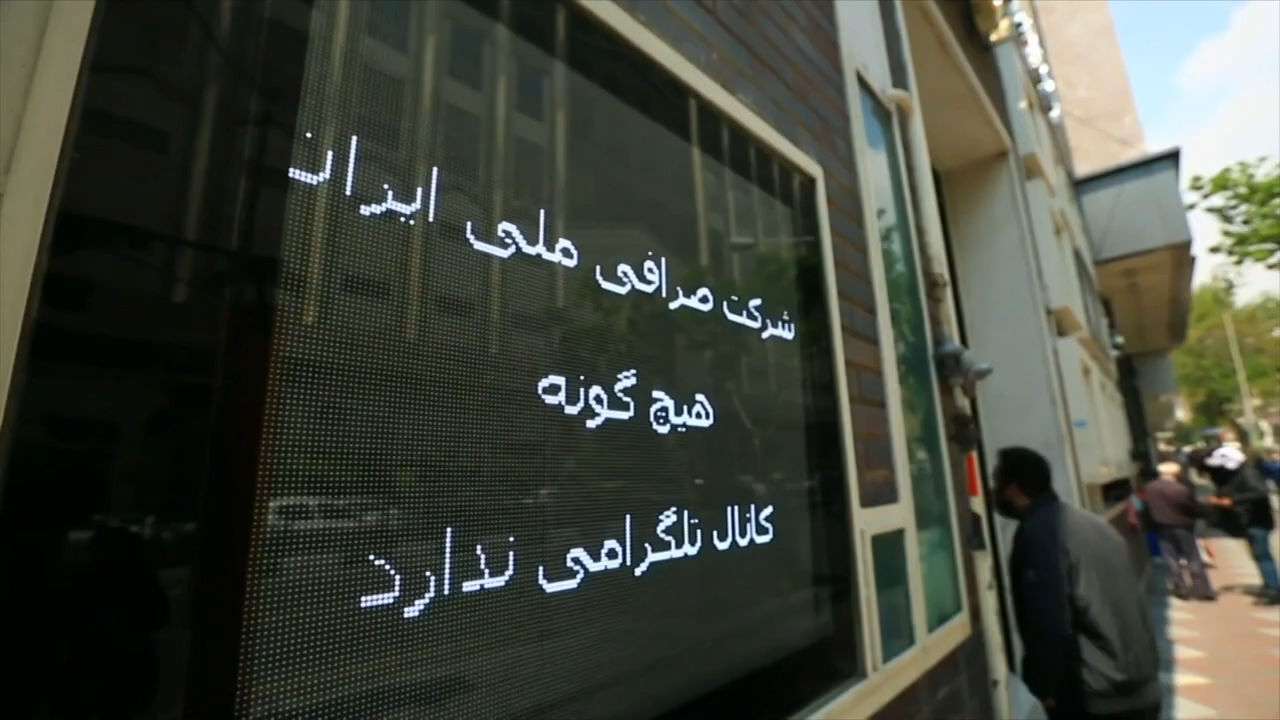 شرکت صرافی ملی ایران
هیچ گونه
کانال تلگرامی ندارد